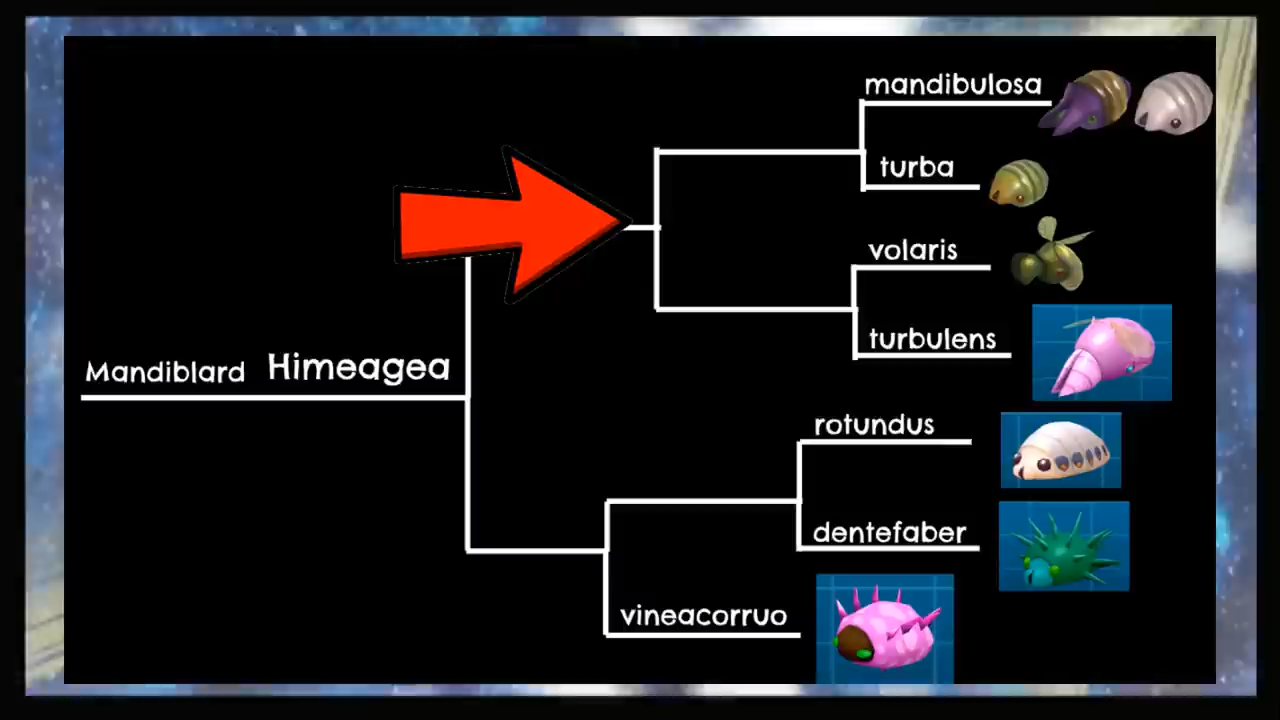 mandibulosa
turba
volaris
turbulens
Mandiblard Himeagea
rotundus
dentefaber
vineacorruo